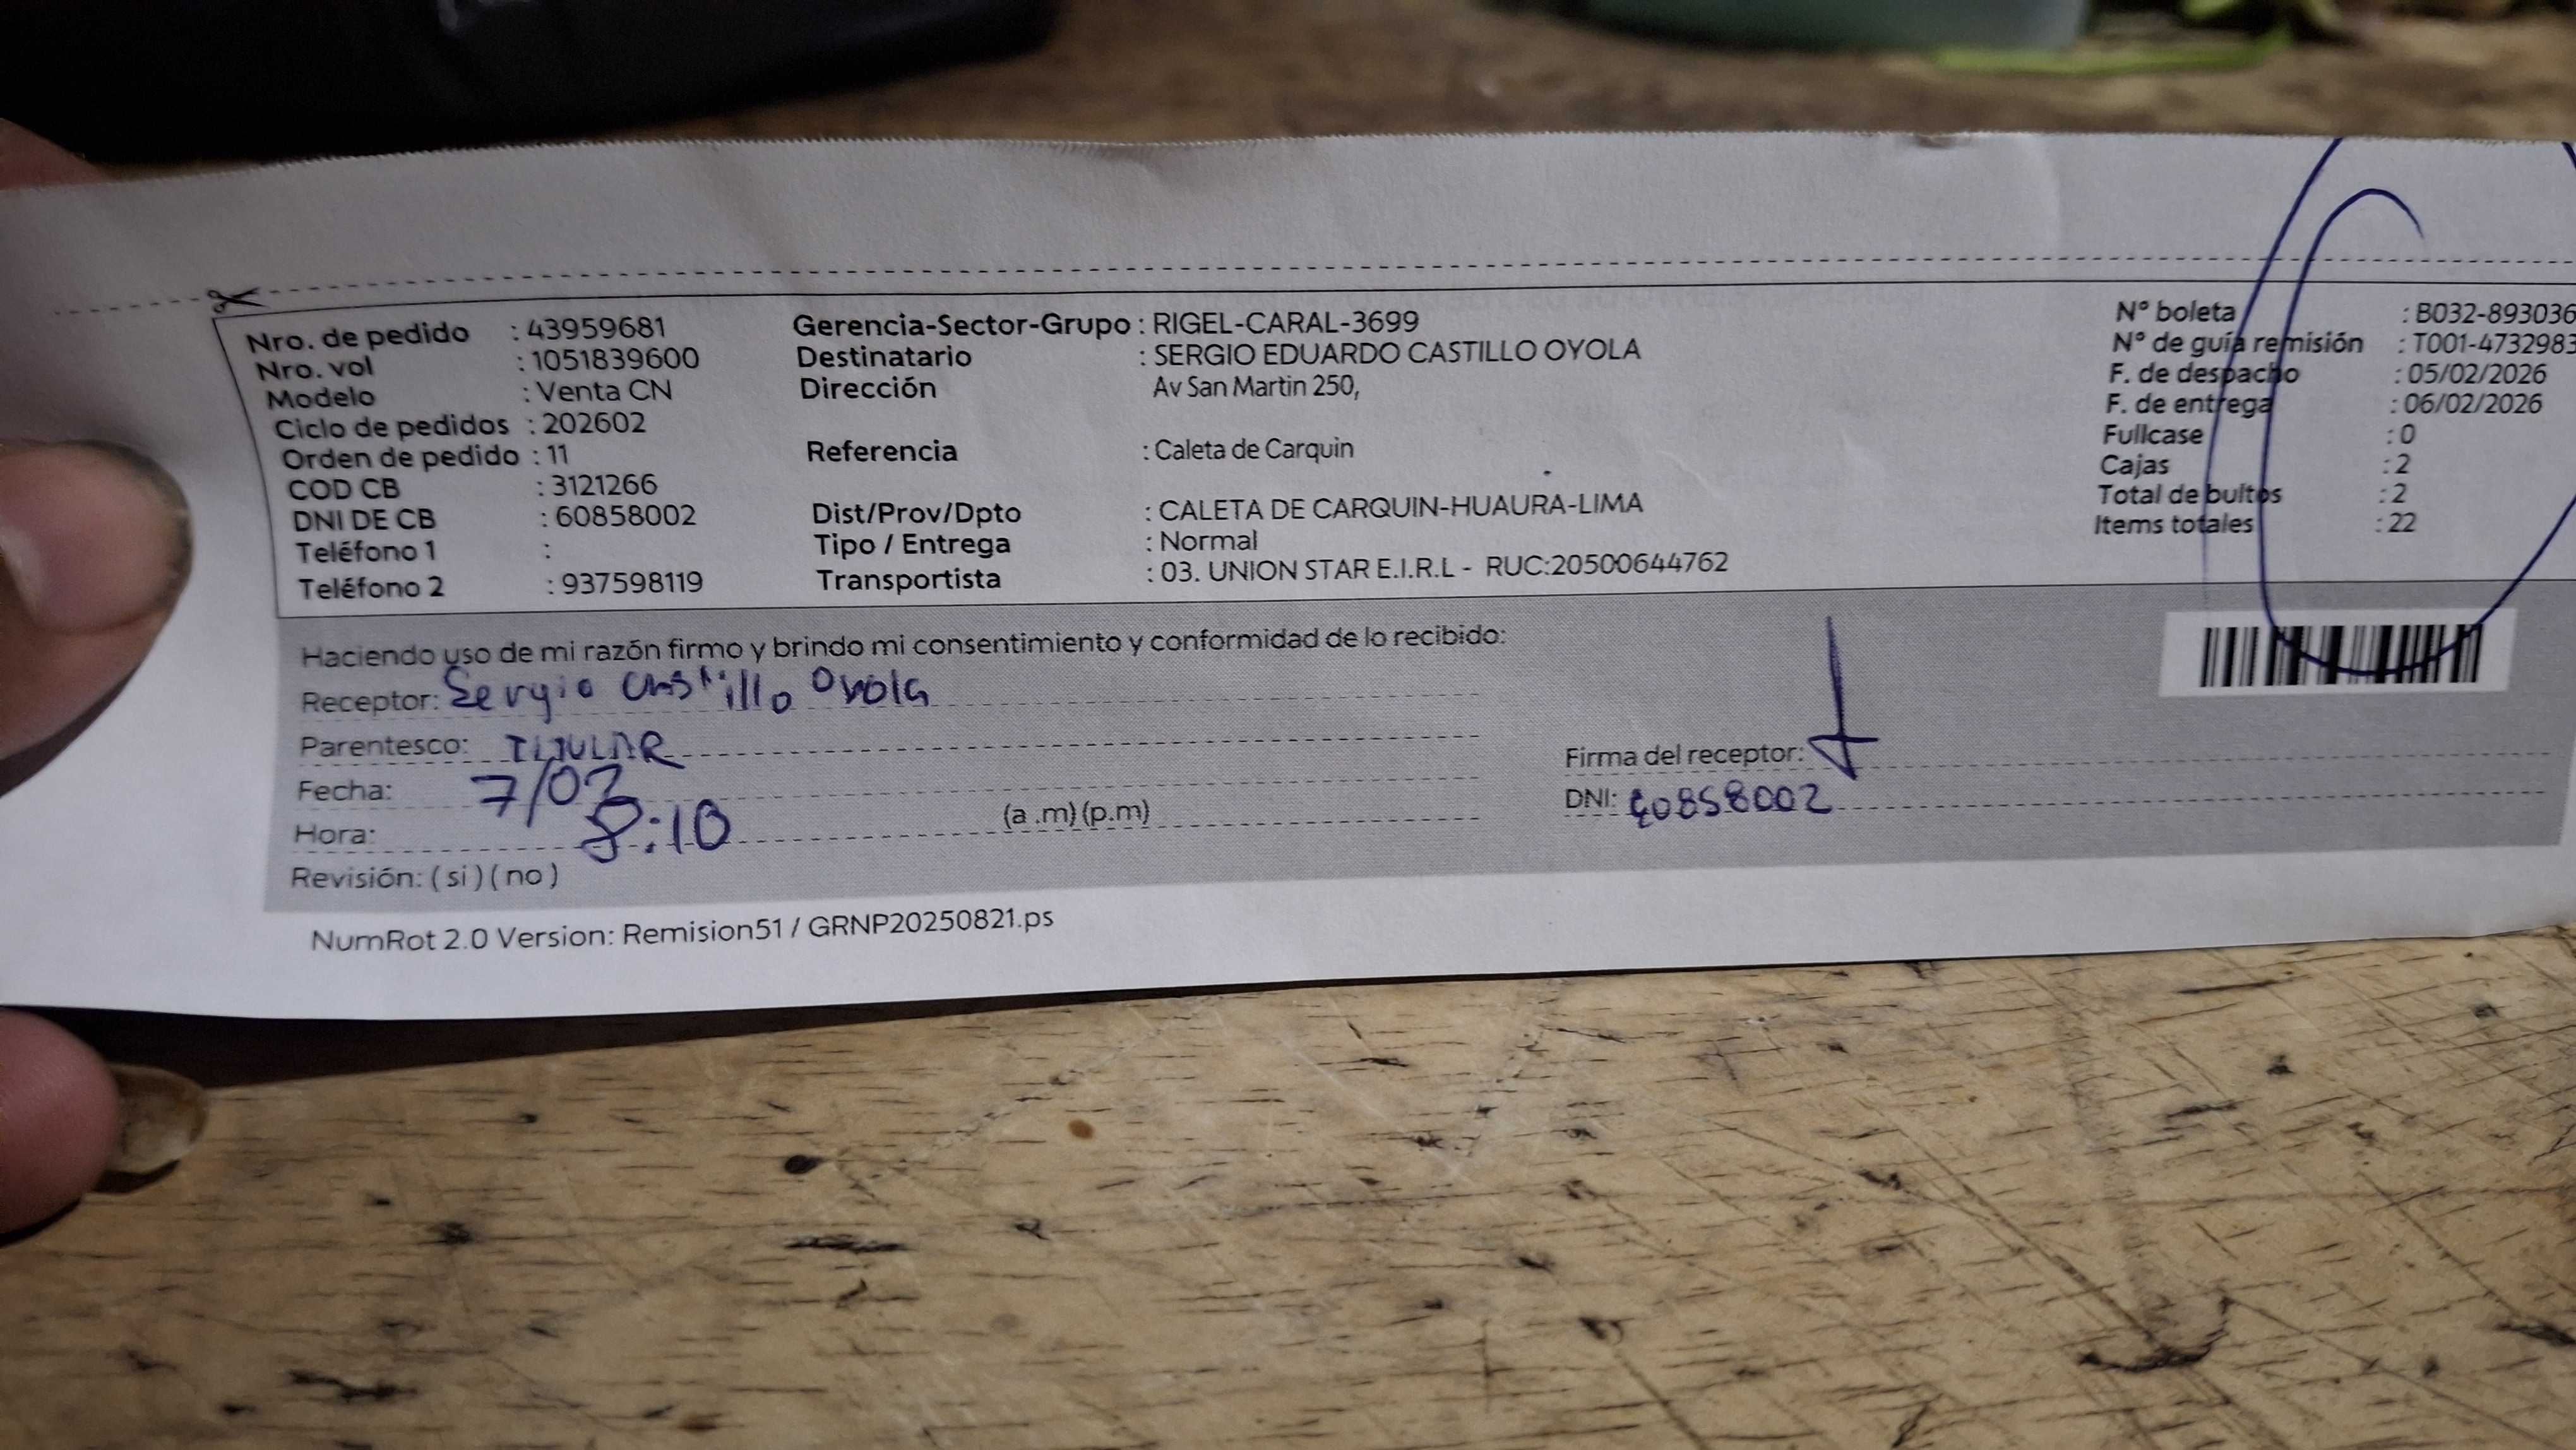 Nro. de pedido : 43959681
Nro. vol : 1051839600
Modelo : Venta CN
Ciclo de pedidos : 202602
Orden de pedido : 11
COD CB : 3121266
DNI DE CB : 60858002
Teléfono 1 :
Teléfono 2 : 937598119
Gerencia-Sector-Grupo : RIGEL-CARAL-3699
Destinatario : SERGIO EDUARDO CASTILLO OYOLA
Dirección Av San Martin 250,
Referencia : Caleta de Carquin
Dist/Prov/Dpto : CALETA DE CARQUIN-HUAURA-LIMA
Tipo / Entrega : Normal
Transportista : 03. UNION STAR E.I.R.L - RUC:20500644762
Nº boleta : B032-893036
Nº de guía remisión : T001-4732983
F. de despacho : 05/02/2026
F. de entrega : 06/02/2026
Fullcase : 0
Cajas : 2
Total de bultos : 2
Items totales : 22
Haciendo uso de mi razón firmo y brindo mi consentimiento y conformidad de lo recibido:
Receptor: Sergio Castillo Oyola
Parentesco: TITULAR
Fecha: 7/02
Hora: 8:10 (a .m) (p.m)
Revisión: ( si ) ( no )
Firma del receptor:
DNI: 60858002
NumRot 2.0 Version: Remision51 / GRNP20250821.ps